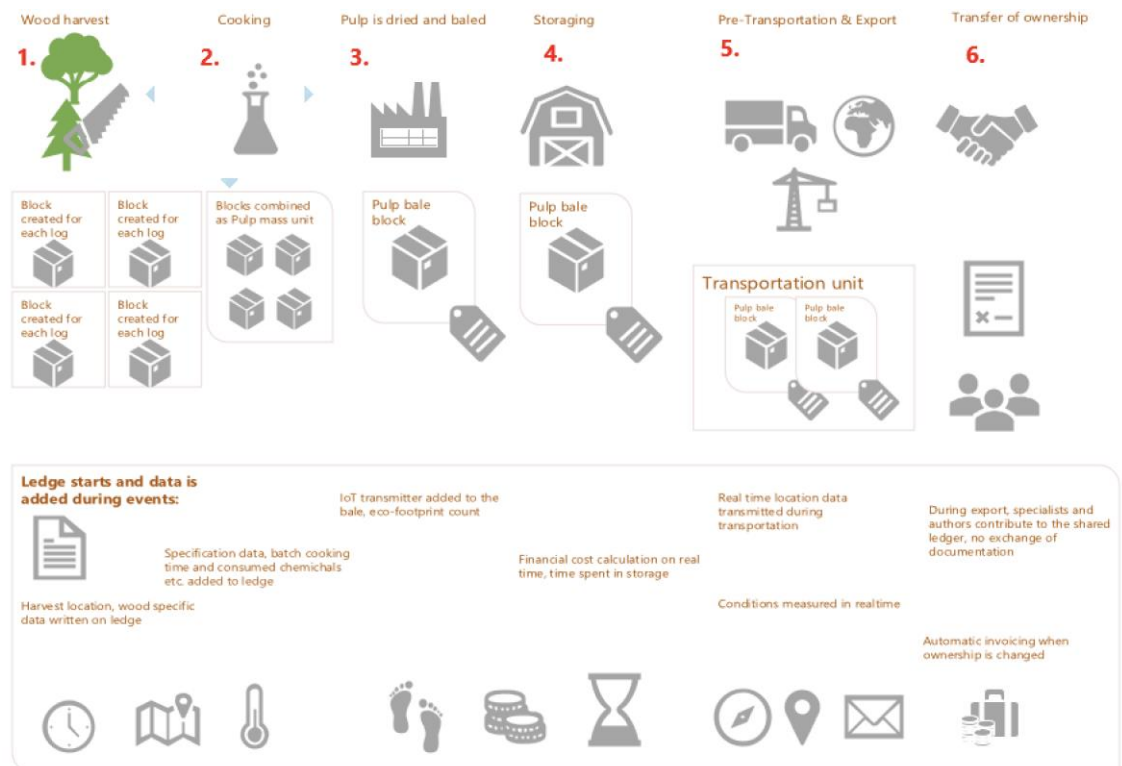 Wood harvest
Cooking
Pulp is dried and baled
Storaging
Pre-Transportation & Export
Transfer of ownership
1.
2.
3.
4.
5.
6.
Block
created for
each log
Block
created for
each log
Blocks combined
as Pulp mass unit
Pulp bale
block
Pulp bale
block
Block
created for
each log
Block
created for
each log
Transportation unit
Pulp bale
block
Pulp bale
block
Ledge starts and data is
added during events:
Harvest location, wood specific
data written on ledge
Specification data, batch cooking
time and consumed chemichals
etc. added to ledge
IoT transmitter added to the
bale, eco-footprint count
Financial cost calculation on real
time, time spent in storage
Real time location data
transmitted during
transportation
Conditions measured in realtime
During export, specialists and
authors contribute to the shared
ledger, no exchange of
documentation
Automatic invoicing when
ownership is changed